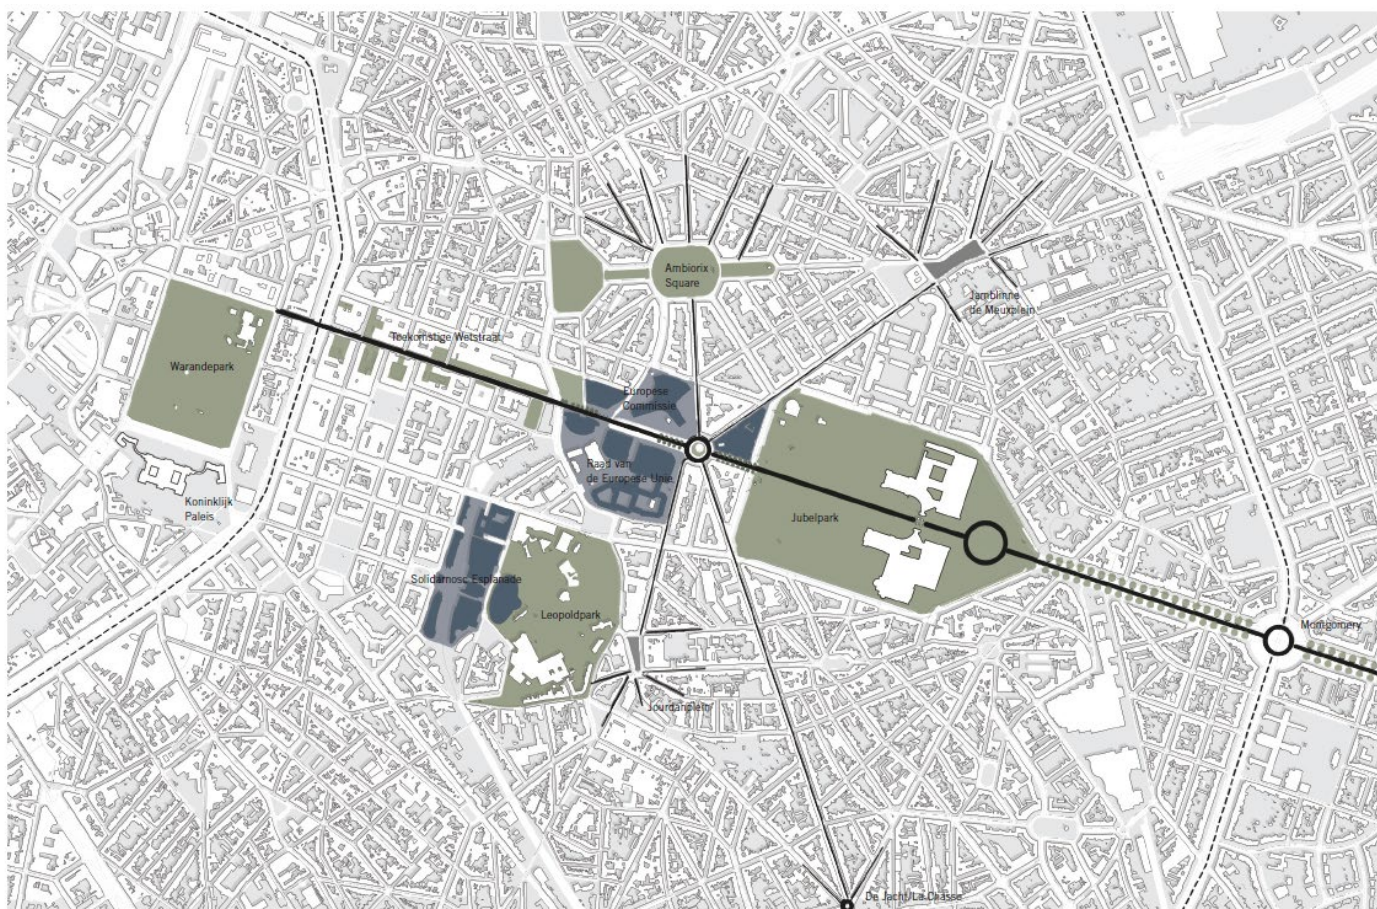 Ambiorix
Square
Jamblinne
de Meuxplein
Toekomstige Wetstraat
Warandepark
Europese
Commissie
Raad van
de Europese Unie
Koninklijk
Paleis
Jubelpark
Solidarnosc Esplanade
Leopoldpark
Montgomery
Jourdanplein
De Jacht/La Chasse